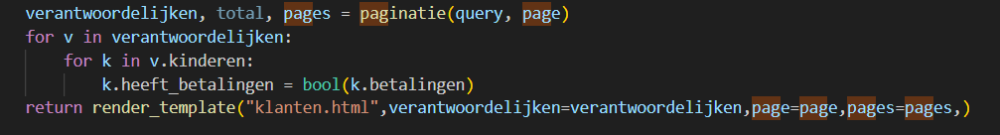 verantwoordelijken, total, pages = paginatie(query, page)
for v in verantwoordelijken:
    for k in v.kinderen:
        k.heeft_betalingen = bool(k.betalingen)
return render_template("klanten.html",verantwoordelijken=verantwoordelijken,page=page,pages=pages,)